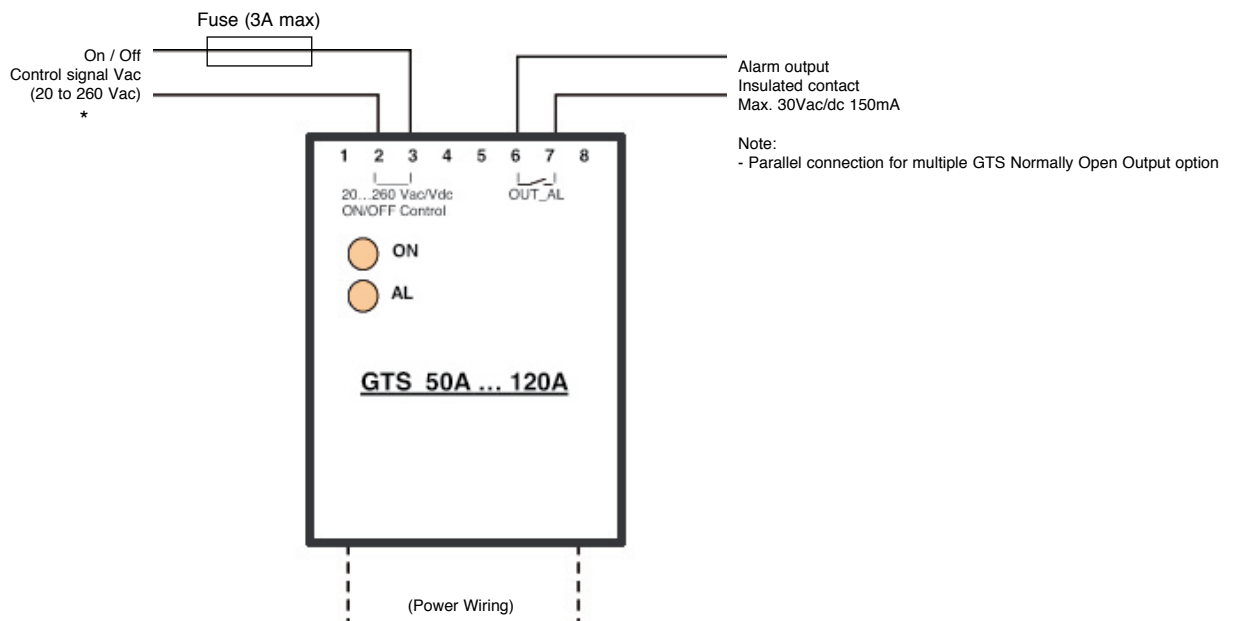 Fuse (3A max)
On / Off
Control signal Vac
(20 to 260 Vac)
*
Alarm output
Insulated contact
Max. 30Vac/dc 150mA
Note:
- Parallel connection for multiple GTS Normally Open Output option
1 2 3 4 5 6 7 8
20...260 Vac/Vdc
ON/OFF Control
OUT_AL
ON
AL
GTS 50A ... 120A
(Power Wiring)